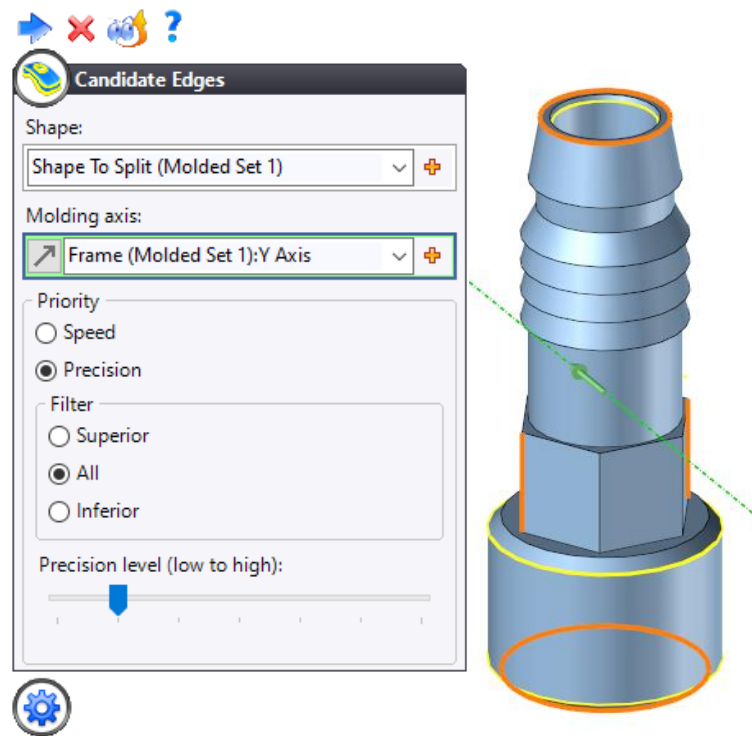 ?
Candidate Edges
Shape:
Shape To Split (Molded Set 1)
Molding axis:
Frame (Molded Set 1):Y Axis
Priority
Speed
Precision
Filter
Superior
All
Inferior
Precision level (low to high):